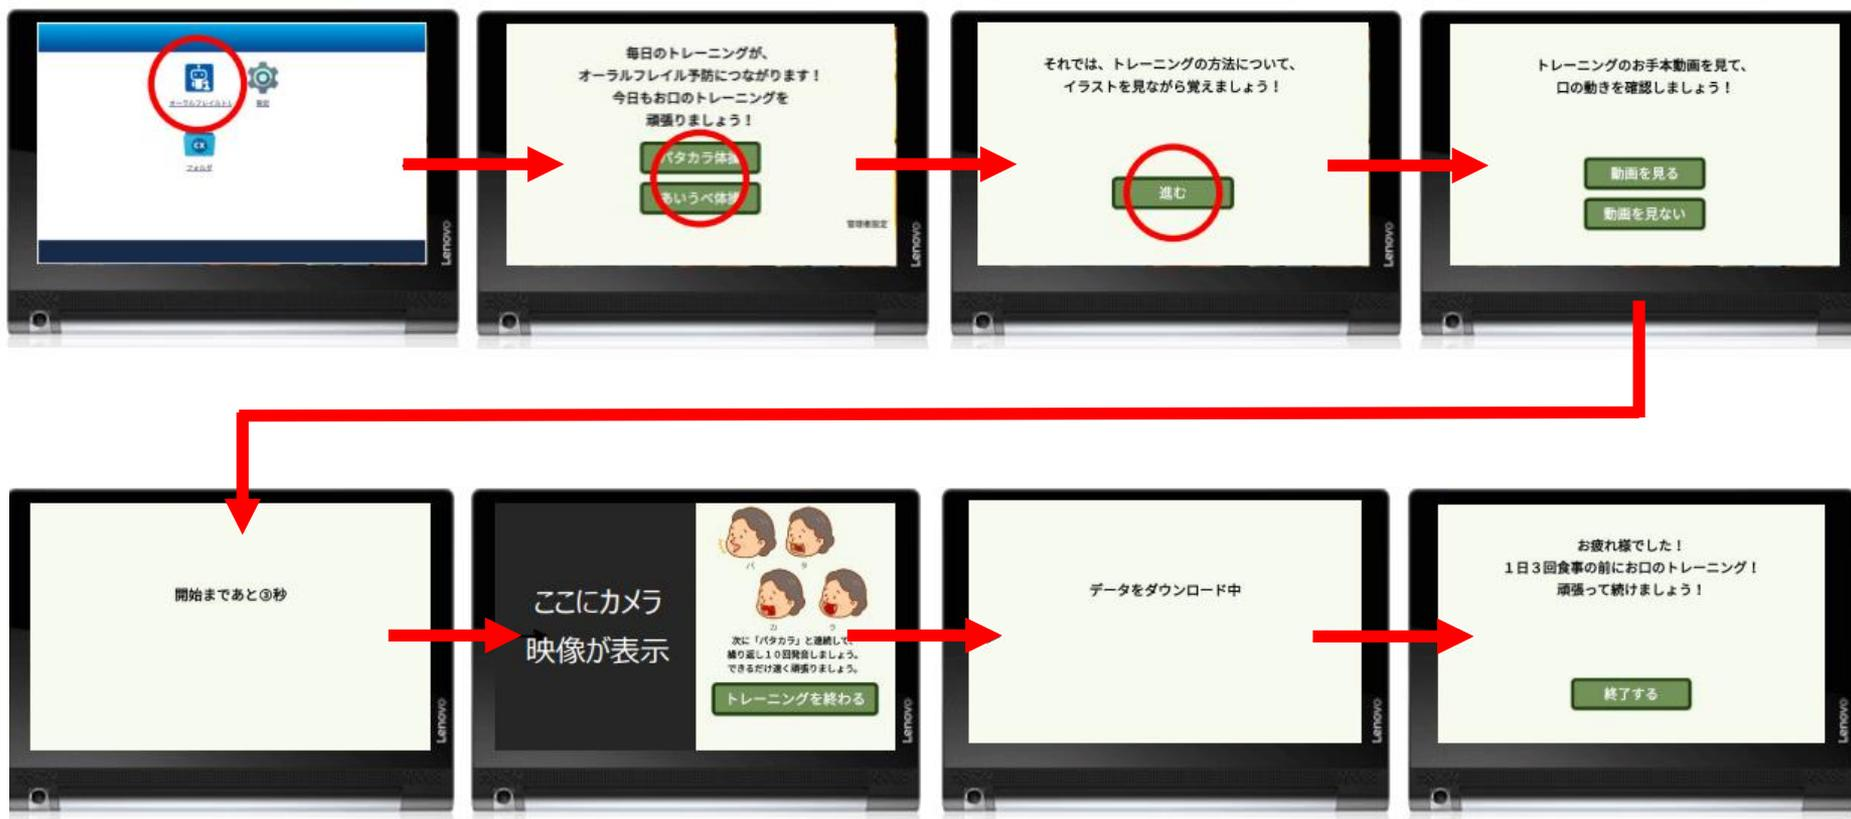 オーラルフレイルトレ
設定
CX
フォルダ
Lenovo
毎日のトレーニングが、
オーラルフレイル予防につながります！
今日もお口のトレーニングを
頑張りましょう！
パタカラ体操
あいうべ体操
管理者設定
Lenovo
それでは、トレーニングの方法について、
イラストを見ながら覚えましょう！
進む
Lenovo
トレーニングのお手本動画を見て、
口の動きを確認しましょう！
動画を見る
動画を見ない
Lenovo
開始まであと③秒
Lenovo
ここにカメラ
映像が表示
パ タ
カ ラ
次に「パタカラ」と連続して、
繰り返し１０回発音しましょう。
できるだけ速く頑張りましょう。
トレーニングを終わる
Lenovo
データをダウンロード中
Lenovo
お疲れ様でした！
１日３回食事の前にお口のトレーニング！
頑張って続けましょう！
終了する
Lenovo